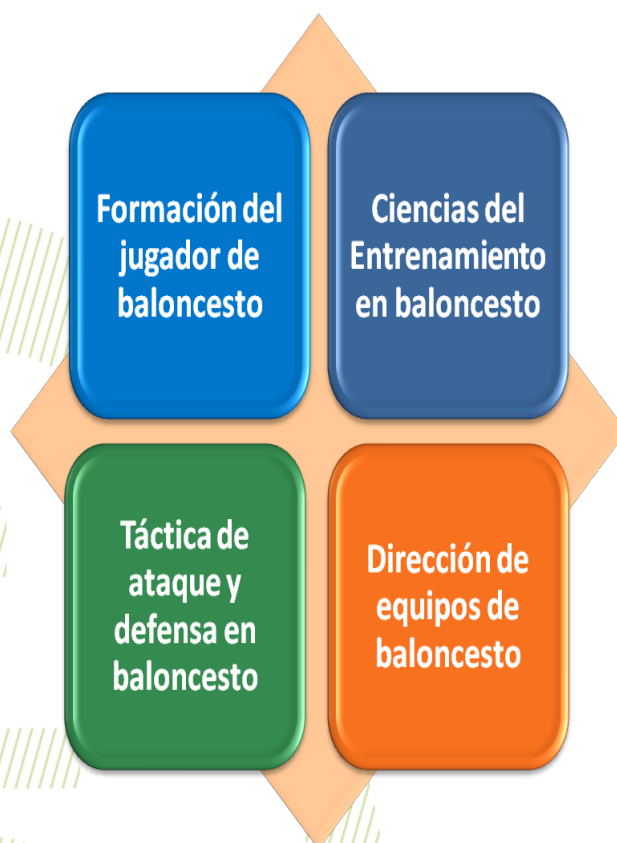 Formación del
jugador de
baloncesto
Ciencias del
Entrenamiento
en baloncesto
Táctica de
ataque y
defensa en
baloncesto
Dirección de
equipos de
baloncesto